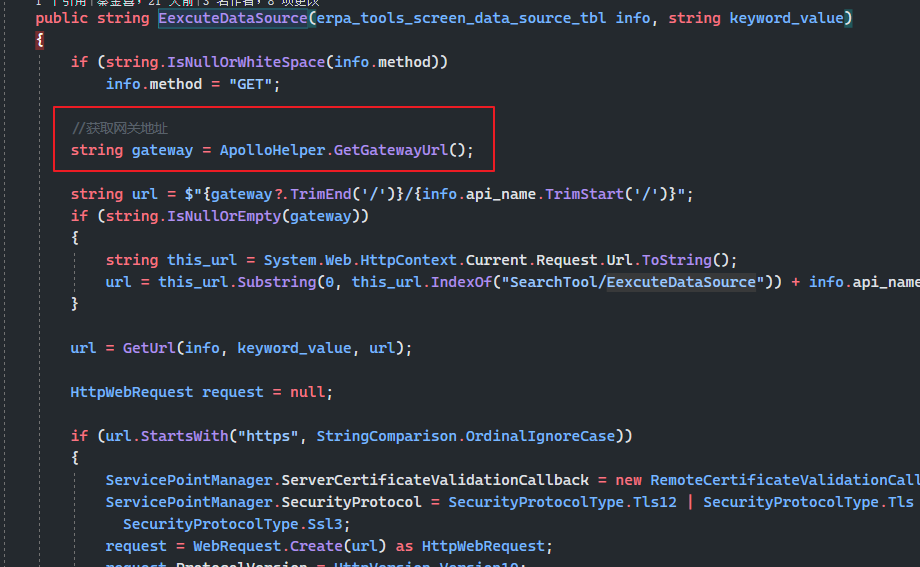 public string EexcuteDataSource(erpa_tools_screen_data_source_tbl info, string keyword_value)
{
if (string.IsNullOrWhiteSpace(info.method))
info.method = "GET";
//获取网关地址
string gateway = ApolloHelper.GetGatewayUrl();
string url = $"{gateway?.TrimEnd('/')}/{info.api_name.TrimStart('/')}";
if (string.IsNullOrEmpty(gateway))
{
string this_url = System.Web.HttpContext.Current.Request.Url.ToString();
url = this_url.Substring(0, this_url.IndexOf("SearchTool/EexcuteDataSource")) + info.api_name
}
url = GetUrl(info, keyword_value, url);
HttpWebRequest request = null;
if (url.StartsWith("https", StringComparison.OrdinalIgnoreCase))
{
ServicePointManager.ServerCertificateValidationCallback = new RemoteCertificateValidationCall
ServicePointManager.SecurityProtocol = SecurityProtocolType.Tls12 | SecurityProtocolType.Tls
SecurityProtocolType.Ssl3;
request = WebRequest.Create(url) as HttpWebRequest;
request.ProtocolVersion = HttpVersion.Version10;